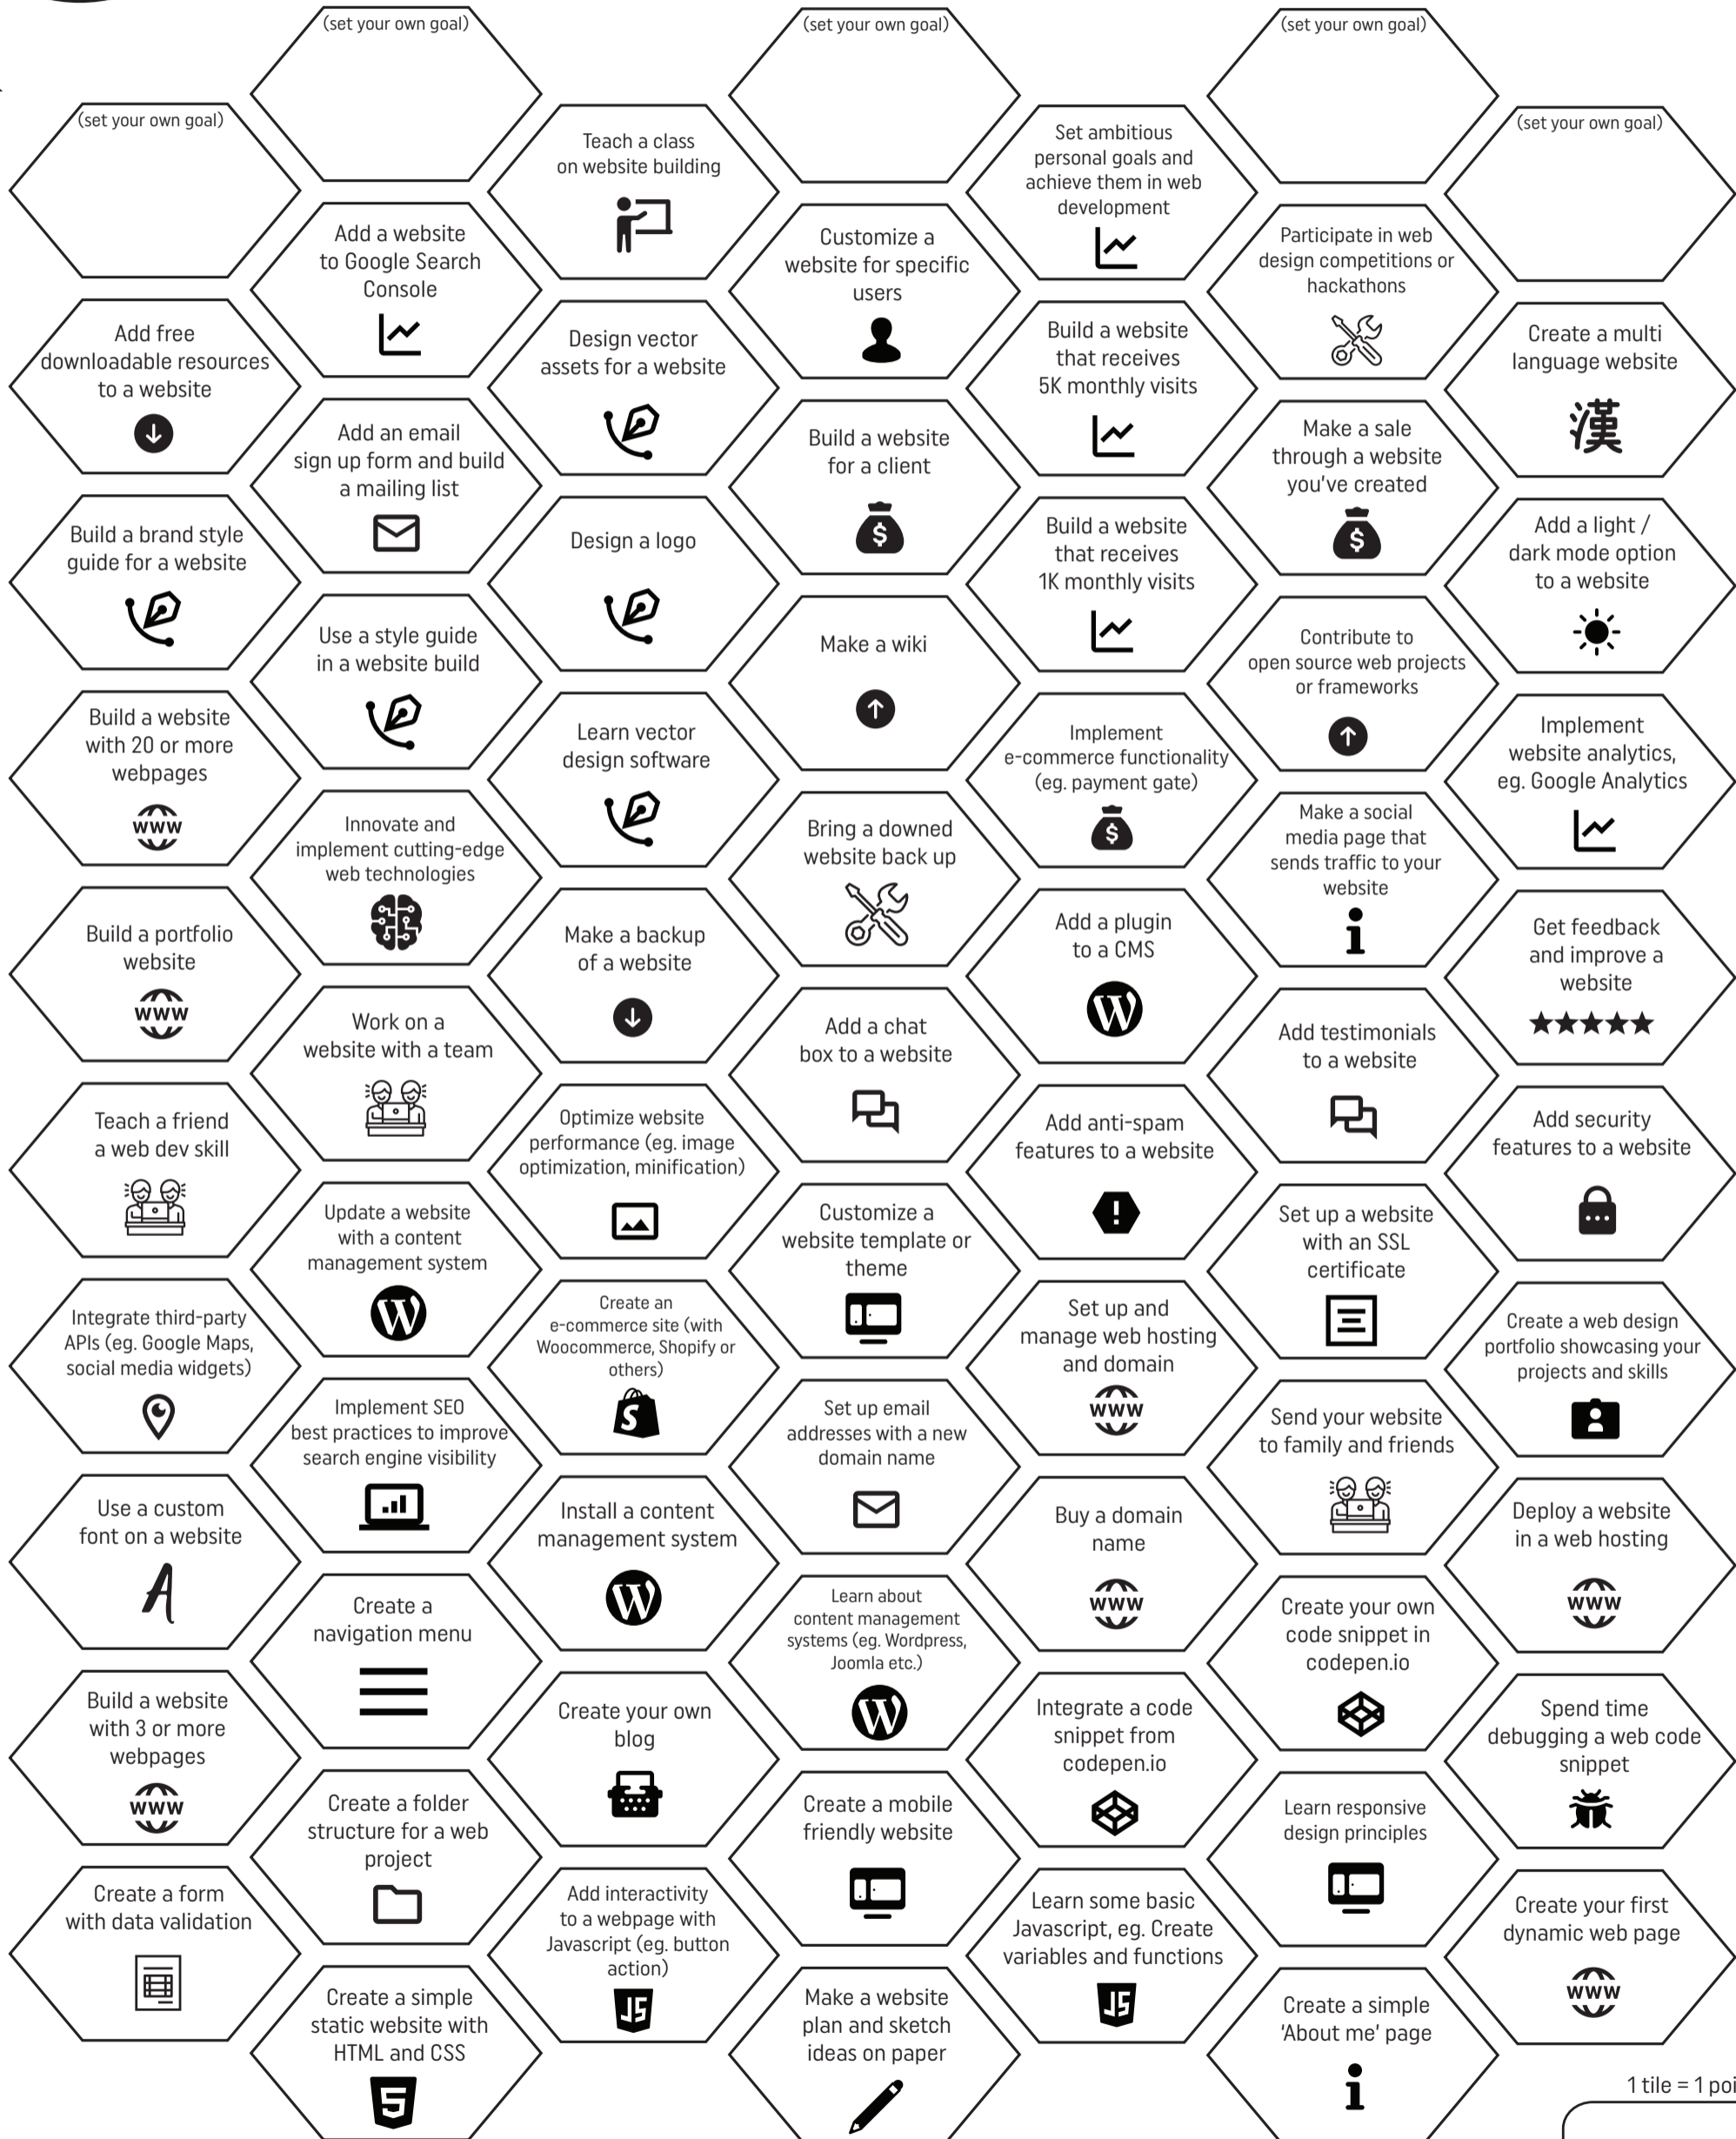 (set your own goal)
(set your own goal)
(set your own goal)
(set your own goal)
Teach a class
on website building
Set ambitious
personal goals and
achieve them in web
development
(set your own goal)
Add a website
to Google Search
Console
Customize a
website for specific
users
Participate in web
design competitions or
hackathons
Add free
downloadable resources
to a website
Design vector
assets for a website
Build a website
that receives
5K monthly visits
Create a multi
language website
漢
Add an email
sign up form and build
a mailing list
Build a website
for a client
$
Make a sale
through a website
you've created
$
Build a brand style
guide for a website
Design a logo
Build a website
that receives
1K monthly visits
Add a light /
dark mode option
to a website
Use a style guide
in a website build
Make a wiki
Contribute to
open source web projects
or frameworks
Build a website
with 20 or more
webpages
www
Learn vector
design software
Implement
e-commerce functionality
(eg. payment gate)
$
Implement
website analytics,
eg. Google Analytics
Innovate and
implement cutting-edge
web technologies
Bring a downed
website back up
Make a social
media page that
sends traffic to your
website
i
Build a portfolio
website
www
Make a backup
of a website
Add a plugin
to a CMS
W
Get feedback
and improve a
website
Work on a
website with a team
Add a chat
box to a website
Add testimonials
to a website
Teach a friend
a web dev skill
Optimize website
performance (eg. image
optimization, minification)
Add anti-spam
features to a website
!
Add security
features to a website
Update a website
with a content
management system
W
Customize a
website template or
theme
Set up a website
with an SSL
certificate
Integrate third-party
APIs (eg. Google Maps,
social media widgets)
Create an
e-commerce site (with
Woocommerce, Shopify or
others)
S
Set up and
manage web hosting
and domain
www
Create a web design
portfolio showcasing your
projects and skills
Implement SEO
best practices to improve
search engine visibility
Set up email
addresses with a new
domain name
Send your website
to family and friends
Use a custom
font on a website
A
Install a content
management system
W
Buy a domain
name
www
Deploy a website
in a web hosting
www
Create a
navigation menu
Learn about
content management
systems (eg. Wordpress,
Joomla etc.)
W
Create your own
code snippet in
codepen.io
Build a website
with 3 or more
webpages
www
Create your own
blog
Integrate a code
snippet from
codepen.io
Spend time
debugging a web code
snippet
Create a folder
structure for a web
project
Create a mobile
friendly website
Learn responsive
design principles
Create a form
with data validation
Add interactivity
to a webpage with
Javascript (eg. button
action)
JS
Learn some basic
Javascript, eg. Create
variables and functions
JS
Create your first
dynamic web page
www
Create a simple
static website with
HTML and CSS
5
Make a website
plan and sketch
ideas on paper
Create a simple
'About me' page
i
1 tile = 1 poi